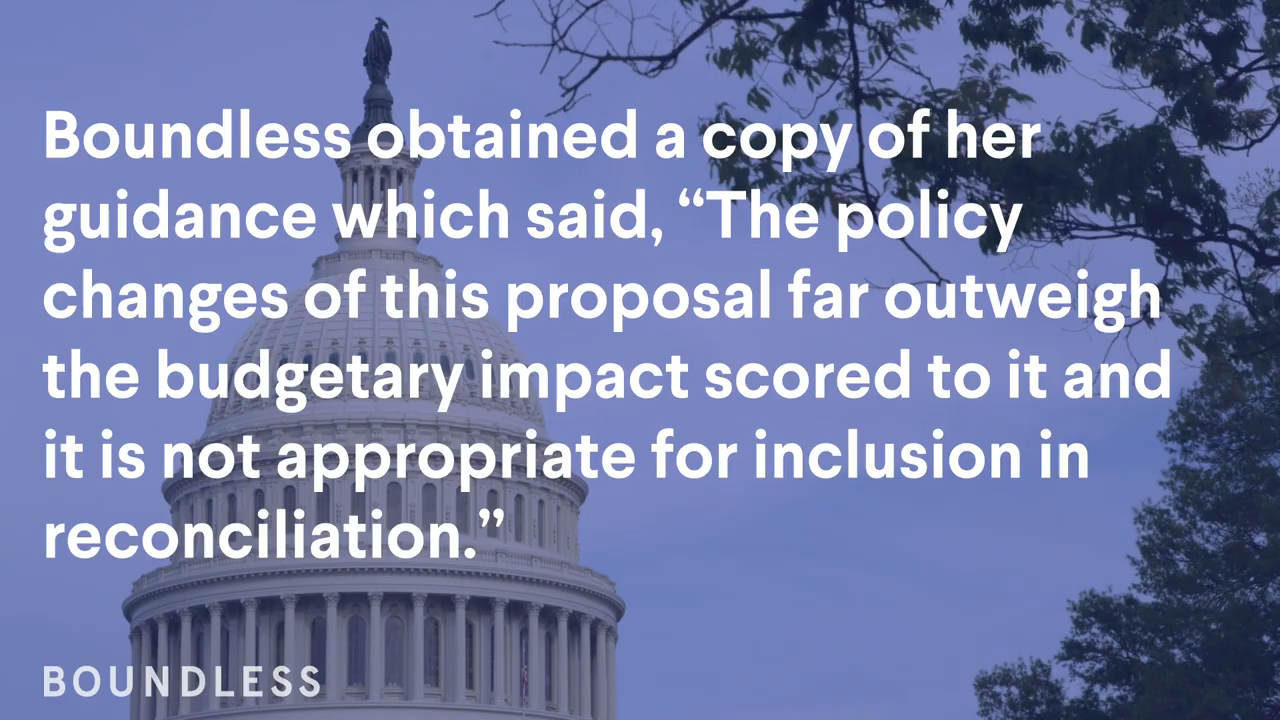 Boundless obtained a copy of her
guidance which said, “The policy
changes of this proposal far outweigh
the budgetary impact scored to it and
it is not appropriate for inclusion in
reconciliation.”
BOUNDLESS